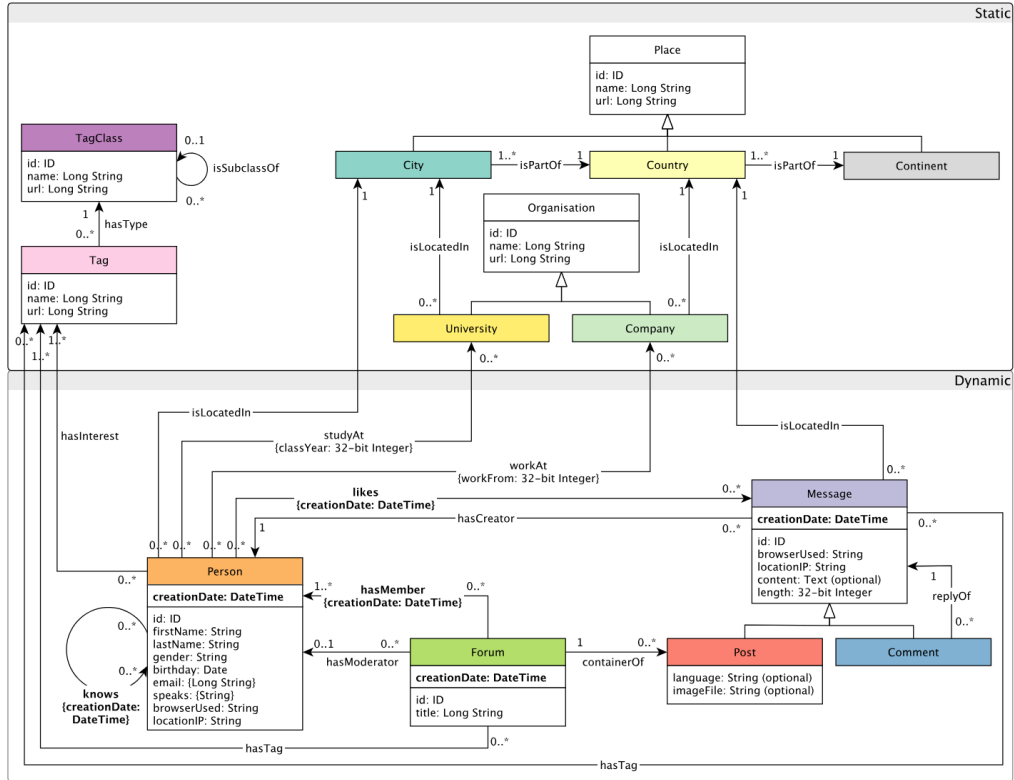 Static
Place
id: ID
name: Long String
url: Long String
TagClass
id: ID
name: Long String
url: Long String
0..1
isSubclassOf
0..*
City
1..*
isPartOf
1
Country
1..*
isPartOf
1
Continent
1
1
1
1
Organisation
id: ID
name: Long String
url: Long String
1
hasType
0..*
isLocatedIn
isLocatedIn
Tag
id: ID
name: Long String
url: Long String
0..*
0..*
University
Company
0..*
1..*
1..*
0..*
0..*
Dynamic
isLocatedIn
hasInterest
studyAt
{classYear: 32-bit Integer}
isLocatedIn
workAt
{workFrom: 32-bit Integer}
0..*
likes
{creationDate: DateTime}
0..*
Message
creationDate: DateTime
id: ID
browserUsed: String
locationIP: String
content: Text (optional)
length: 32-bit Integer
hasCreator
1
0..*
0..*
0..*
0..*
0..*
0..*
0..*
Person
creationDate: DateTime
id: ID
firstName: String
lastName: String
gender: String
birthday: Date
email: {Long String}
speaks: {String}
browserUsed: String
locationIP: String
1..*
hasMember
{creationDate: DateTime}
0..*
1
replyOf
0..*
0..*
0..*
knows
{creationDate:
DateTime}
0..1
0..*
hasModerator
Forum
creationDate: DateTime
id: ID
title: Long String
1
0..*
containerOf
Post
language: String (optional)
imageFile: String (optional)
Comment
0..*
hasTag
hasTag